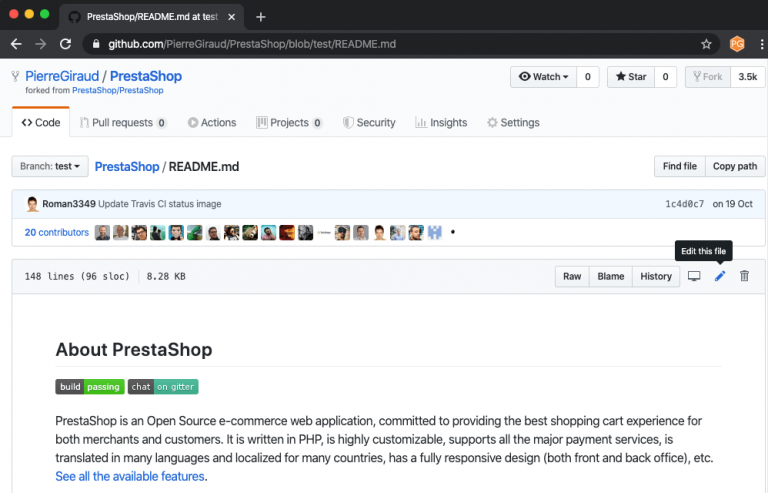 PrestaShop/README.md at test
github.com/PierreGiraud/PrestaShop/blob/test/README.md
PG
PierreGiraud / PrestaShop
forked from PrestaShop/PrestaShop
Watch 0 Star 0 Fork 3.5k
Code Pull requests 0 Actions Projects 0 Security Insights Settings
Branch: test PrestaShop / README.md Find file Copy path
Roman3349 Update Travis CI status image 1c4d0c7 on 19 Oct
20 contributors
Edit this file
148 lines (96 sloc) 8.28 KB Raw Blame History
About PrestaShop
build passing chat on gitter
PrestaShop is an Open Source e-commerce web application, committed to providing the best shopping cart experience for
both merchants and customers. It is written in PHP, is highly customizable, supports all the major payment services, is
translated in many languages and localized for many countries, has a fully responsive design (both front and back office), etc.
See all the available features.